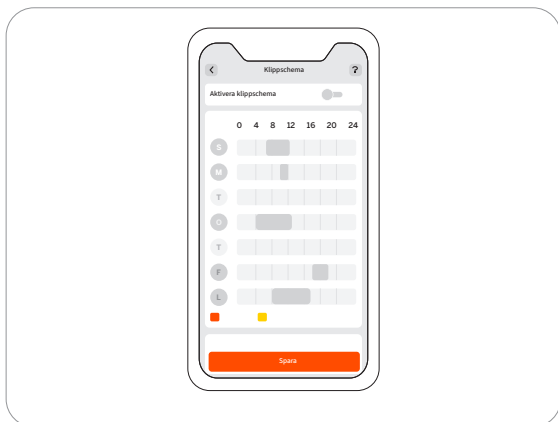 Klippschema ?
Aktivera klippschema
0 4 8 12 16 20 24
S
M
T
O
T
F
L
Spara